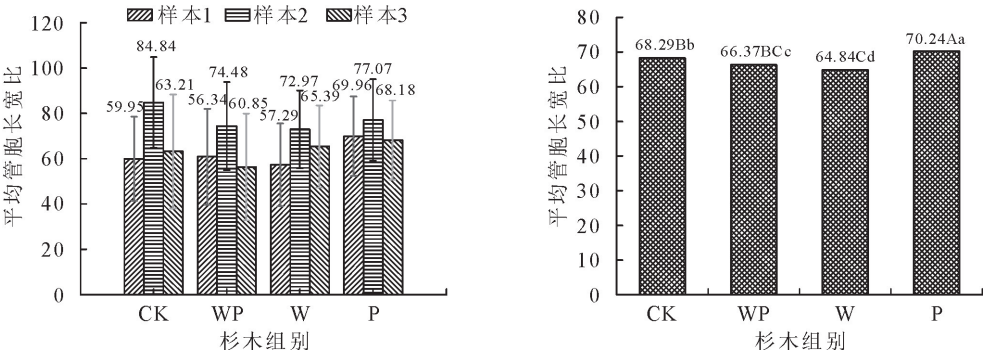 样本1 样本2 样本3
120
100
80
60
40
20
0
平均管胞长宽比
59.95
84.84
63.21
56.34
74.48
60.85
57.29
72.97
65.39
69.96
77.07
68.18
CK WP W P
杉木组别
80
70
60
50
40
30
20
10
0
平均管胞长宽比
68.29Bb
66.37BCc
64.84Cd
70.24Aa
CK WP W P
杉木组别